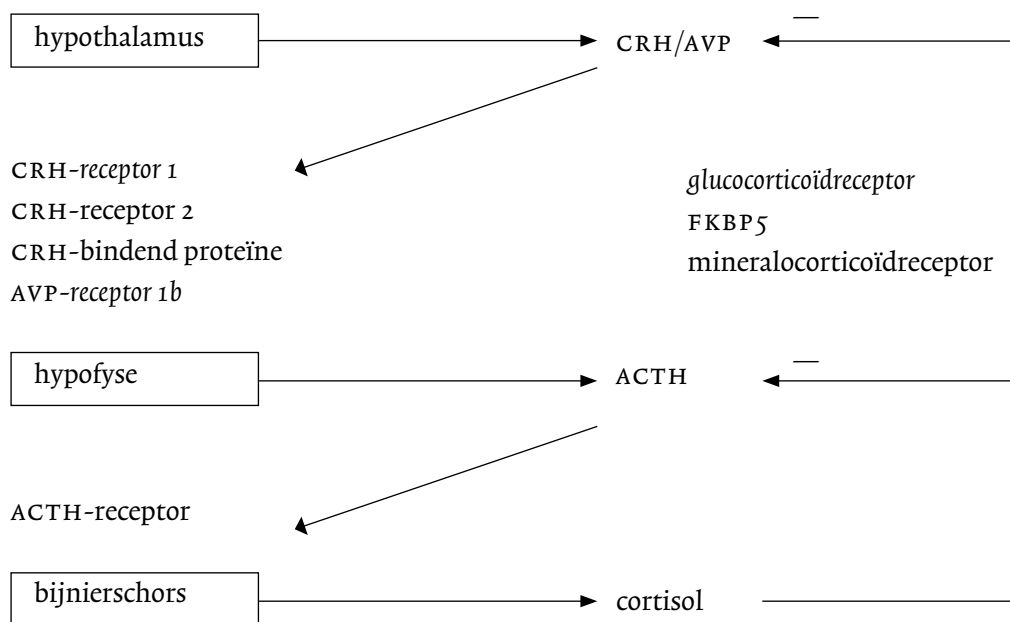 hypothalamus CRH/AVP —
CRH-receptor 1
CRH-receptor 2
CRH-bindend proteïne
AVP-receptor 1b
glucocorticoïdreceptor
FKBP5
mineralocorticoïdreceptor
hypofyse ACTH —
ACTH-receptor
bijnierschors cortisol